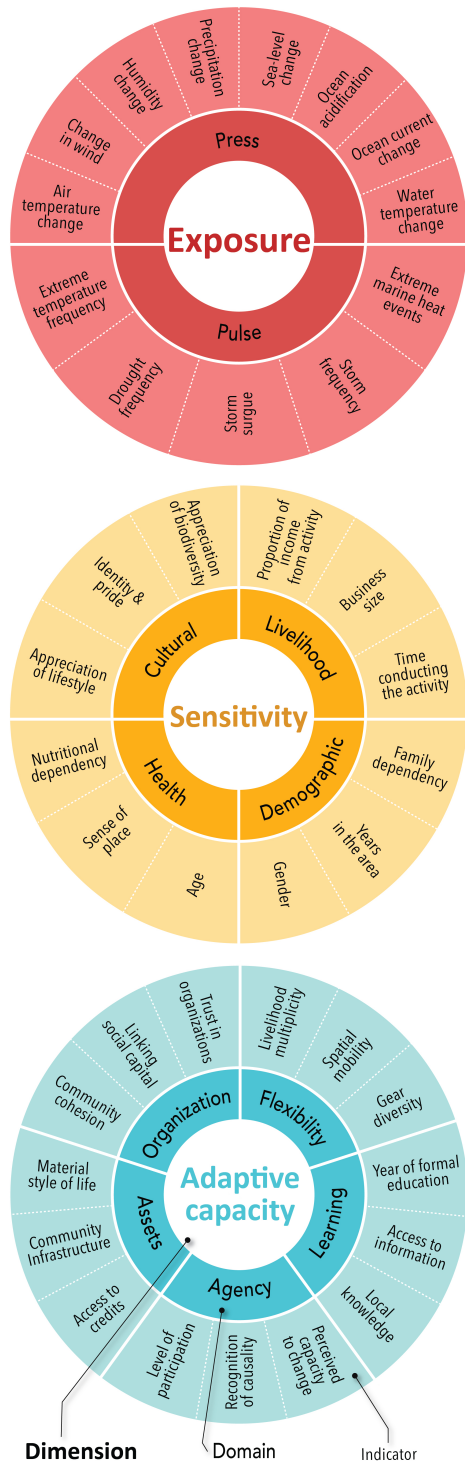 Precipitation
change
Sea-level
change
Humidity
change
Ocean
acidification
Change
in wind
Ocean current
change
Air
temperature
change
Water
temperature
change
Press
Exposure
Pulse
Extreme
temperature
frequency
Extreme
marine heat
events
Drought
frequency
Storm
frequency
Storm
surgue
Appreciation
of biodiversity
Proportion of
income
from activity
Identity &
pride
Business
size
Appreciation
of lifestyle
Time
conducting
the activity
Cultural
Livelihood
Sensitivity
Health
Demographic
Nutritional
dependency
Family
dependency
Sense of
place
Years
in the area
Age
Gender
Trust in
organizations
Livelihood
multiplicity
Linking
social capital
Spatial
mobility
Community
cohesion
Gear
diversity
Organization
Flexibility
Material
style of life
Year of formal
education
Adaptive
capacity
Assets
Learning
Agency
Community
Infrastructure
Access to
information
Access to
credits
Local
knowledge
Level of
participation
Recognition
of causality
Perceived
capacity
to change
Dimension
Domain
Indicator